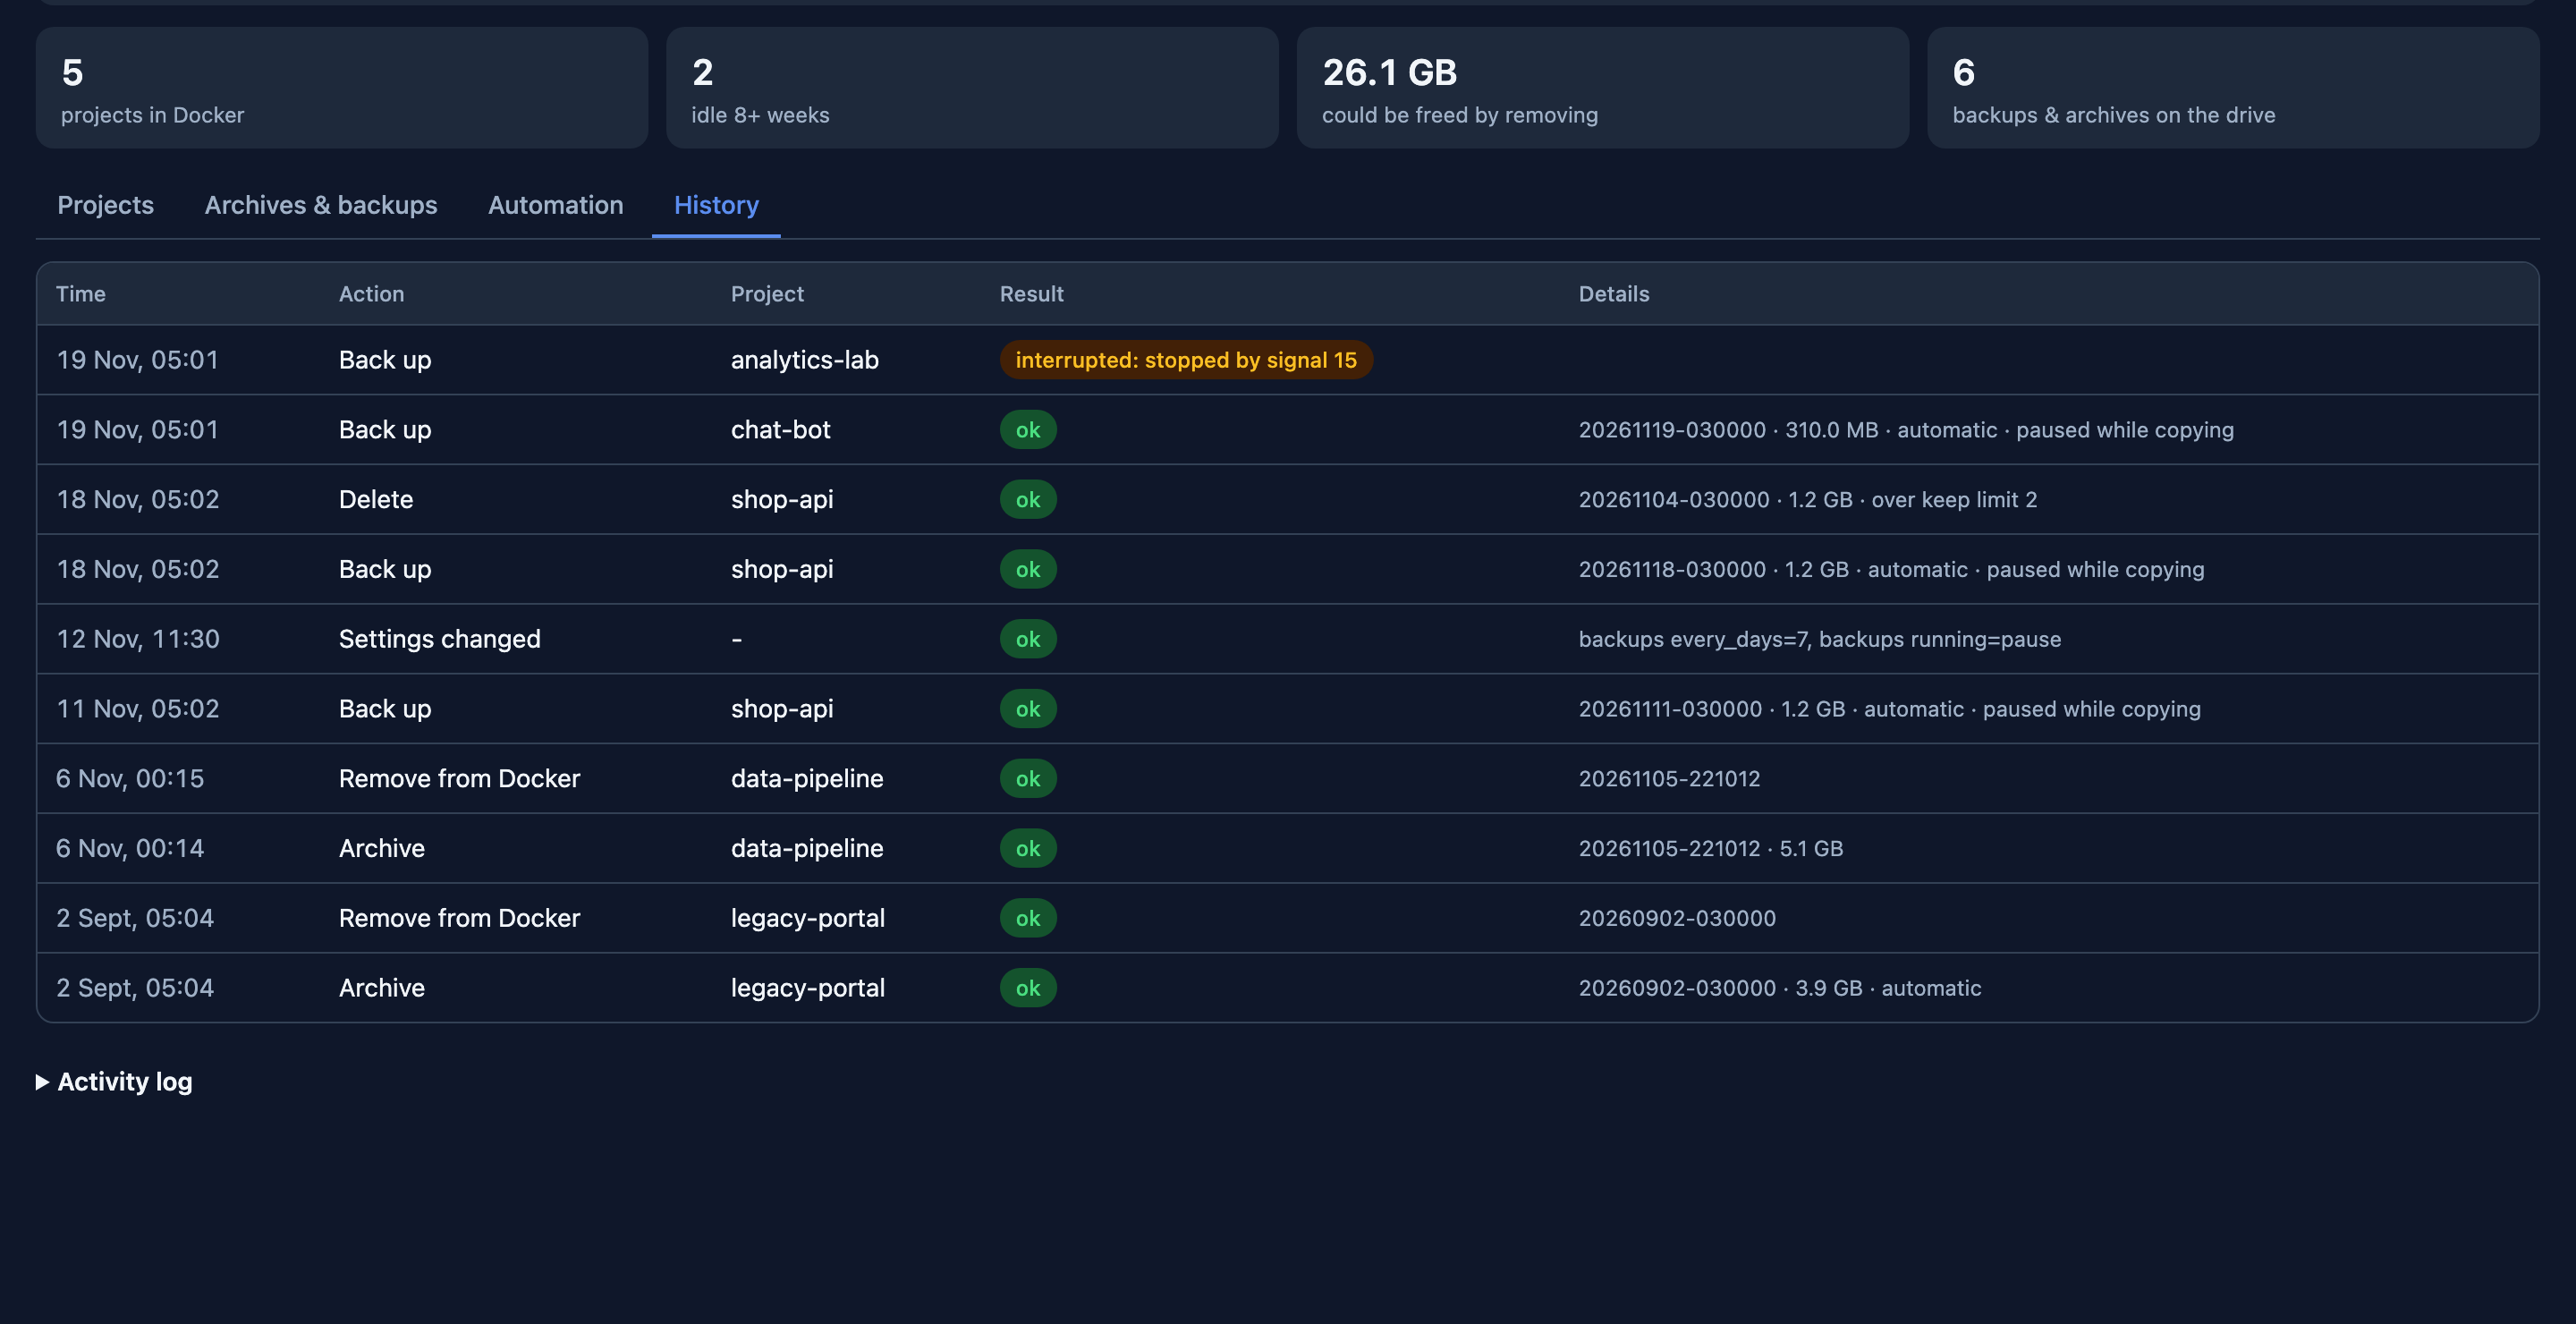 5
projects in Docker
2
idle 8+ weeks
26.1 GB
could be freed by removing
6
backups & archives on the drive
Projects Archives & backups Automation History
Time Action Project Result Details
19 Nov, 05:01 Back up analytics-lab interrupted: stopped by signal 15
19 Nov, 05:01 Back up chat-bot ok 20261119-030000 · 310.0 MB · automatic · paused while copying
18 Nov, 05:02 Delete shop-api ok 20261104-030000 · 1.2 GB · over keep limit 2
18 Nov, 05:02 Back up shop-api ok 20261118-030000 · 1.2 GB · automatic · paused while copying
12 Nov, 11:30 Settings changed - ok backups every_days=7, backups running=pause
11 Nov, 05:02 Back up shop-api ok 20261111-030000 · 1.2 GB · automatic · paused while copying
6 Nov, 00:15 Remove from Docker data-pipeline ok 20261105-221012
6 Nov, 00:14 Archive data-pipeline ok 20261105-221012 · 5.1 GB
2 Sept, 05:04 Remove from Docker legacy-portal ok 20260902-030000
2 Sept, 05:04 Archive legacy-portal ok 20260902-030000 · 3.9 GB · automatic
Activity log